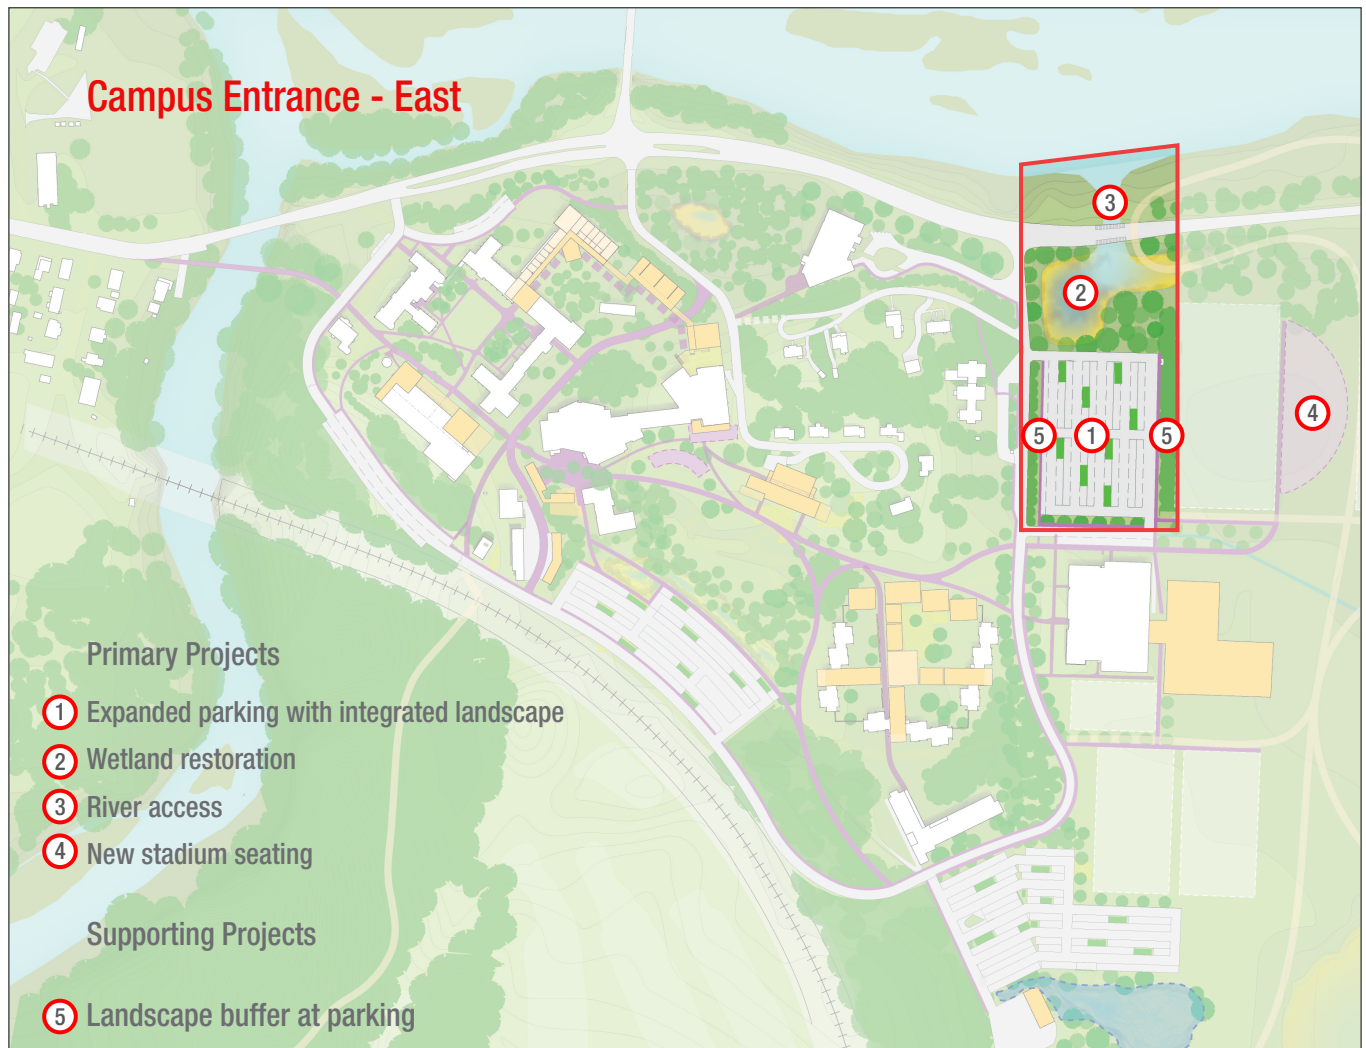 Campus Entrance - East
3
2
4
5
1
5
Primary Projects
1 Expanded parking with integrated landscape
2 Wetland restoration
3 River access
4 New stadium seating
Supporting Projects
5 Landscape buffer at parking